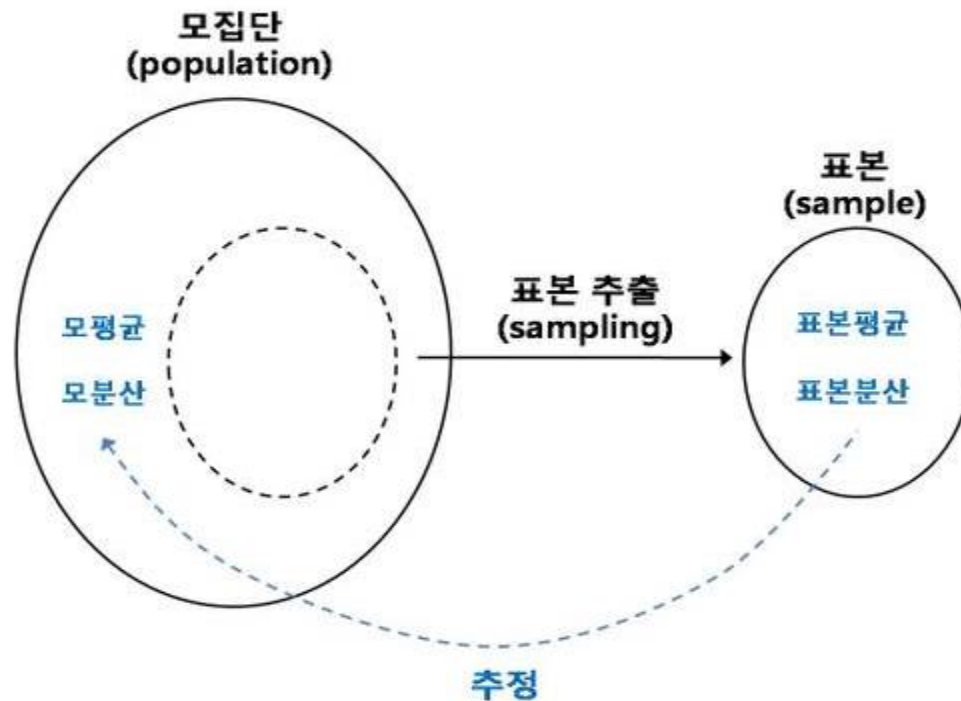 모집단
(population)
표본
(sample)
표본 추출
(sampling)
모평균
모분산
표본평균
표본분산
추정